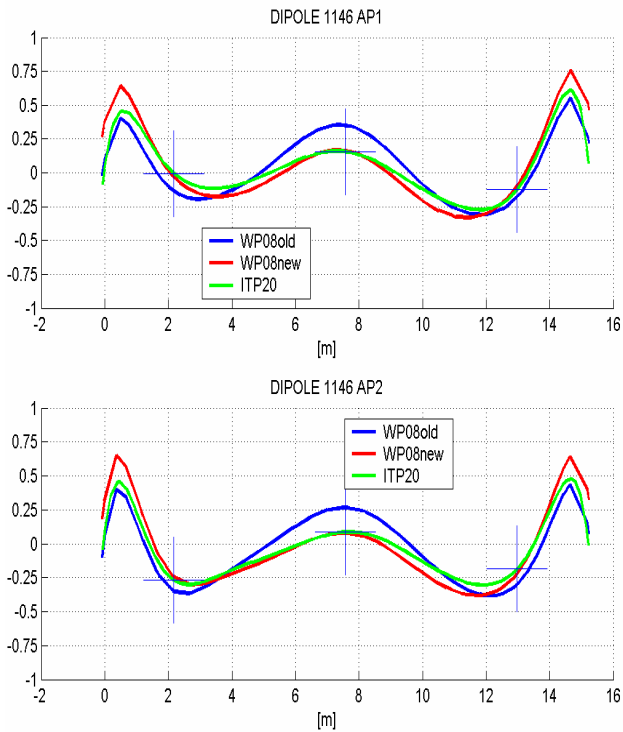 DIPOLE 1146 AP1
1
0.75
0.5
0.25
0
-0.25
-0.5
-0.75
-1
WP08old
WP08new
ITP20
-2 0 2 4 6 8 10 12 14 16
[m]
DIPOLE 1146 AP2
1
0.75
0.5
0.25
0
-0.25
-0.5
-0.75
-1
WP08old
WP08new
ITP20
-2 0 2 4 6 8 10 12 14 16
[m]